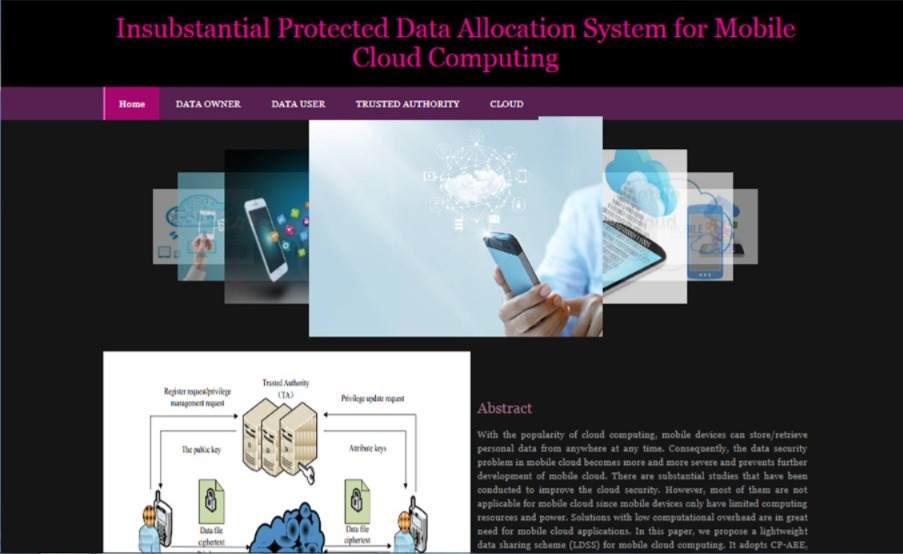 Insubstantial Protected Data Allocation System for Mobile
Cloud Computing
Home DATA OWNER DATA USER TRUSTED AUTHORITY CLOUD
Trusted Authority
(TA)
Register request/privilege
management request
Privilege update request
The public key
Attribute keys
Data file
ciphertext
Data file
ciphertext
Abstract
With the popularity of cloud computing, mobile devices can store/retrieve
personal data from anywhere at any time. Consequently, the data security
problem in mobile cloud becomes more and more severe and prevents further
development of mobile cloud. There are substantial studies that have been
conducted to improve the cloud security. However, most of them are not
applicable for mobile cloud since mobile devices only have limited computing
resources and power. Solutions with low computational overhead are in great
need for mobile cloud applications. In this paper, we propose a lightweight
data sharing scheme (LDSS) for mobile cloud computing. It adopts CP-ABE,